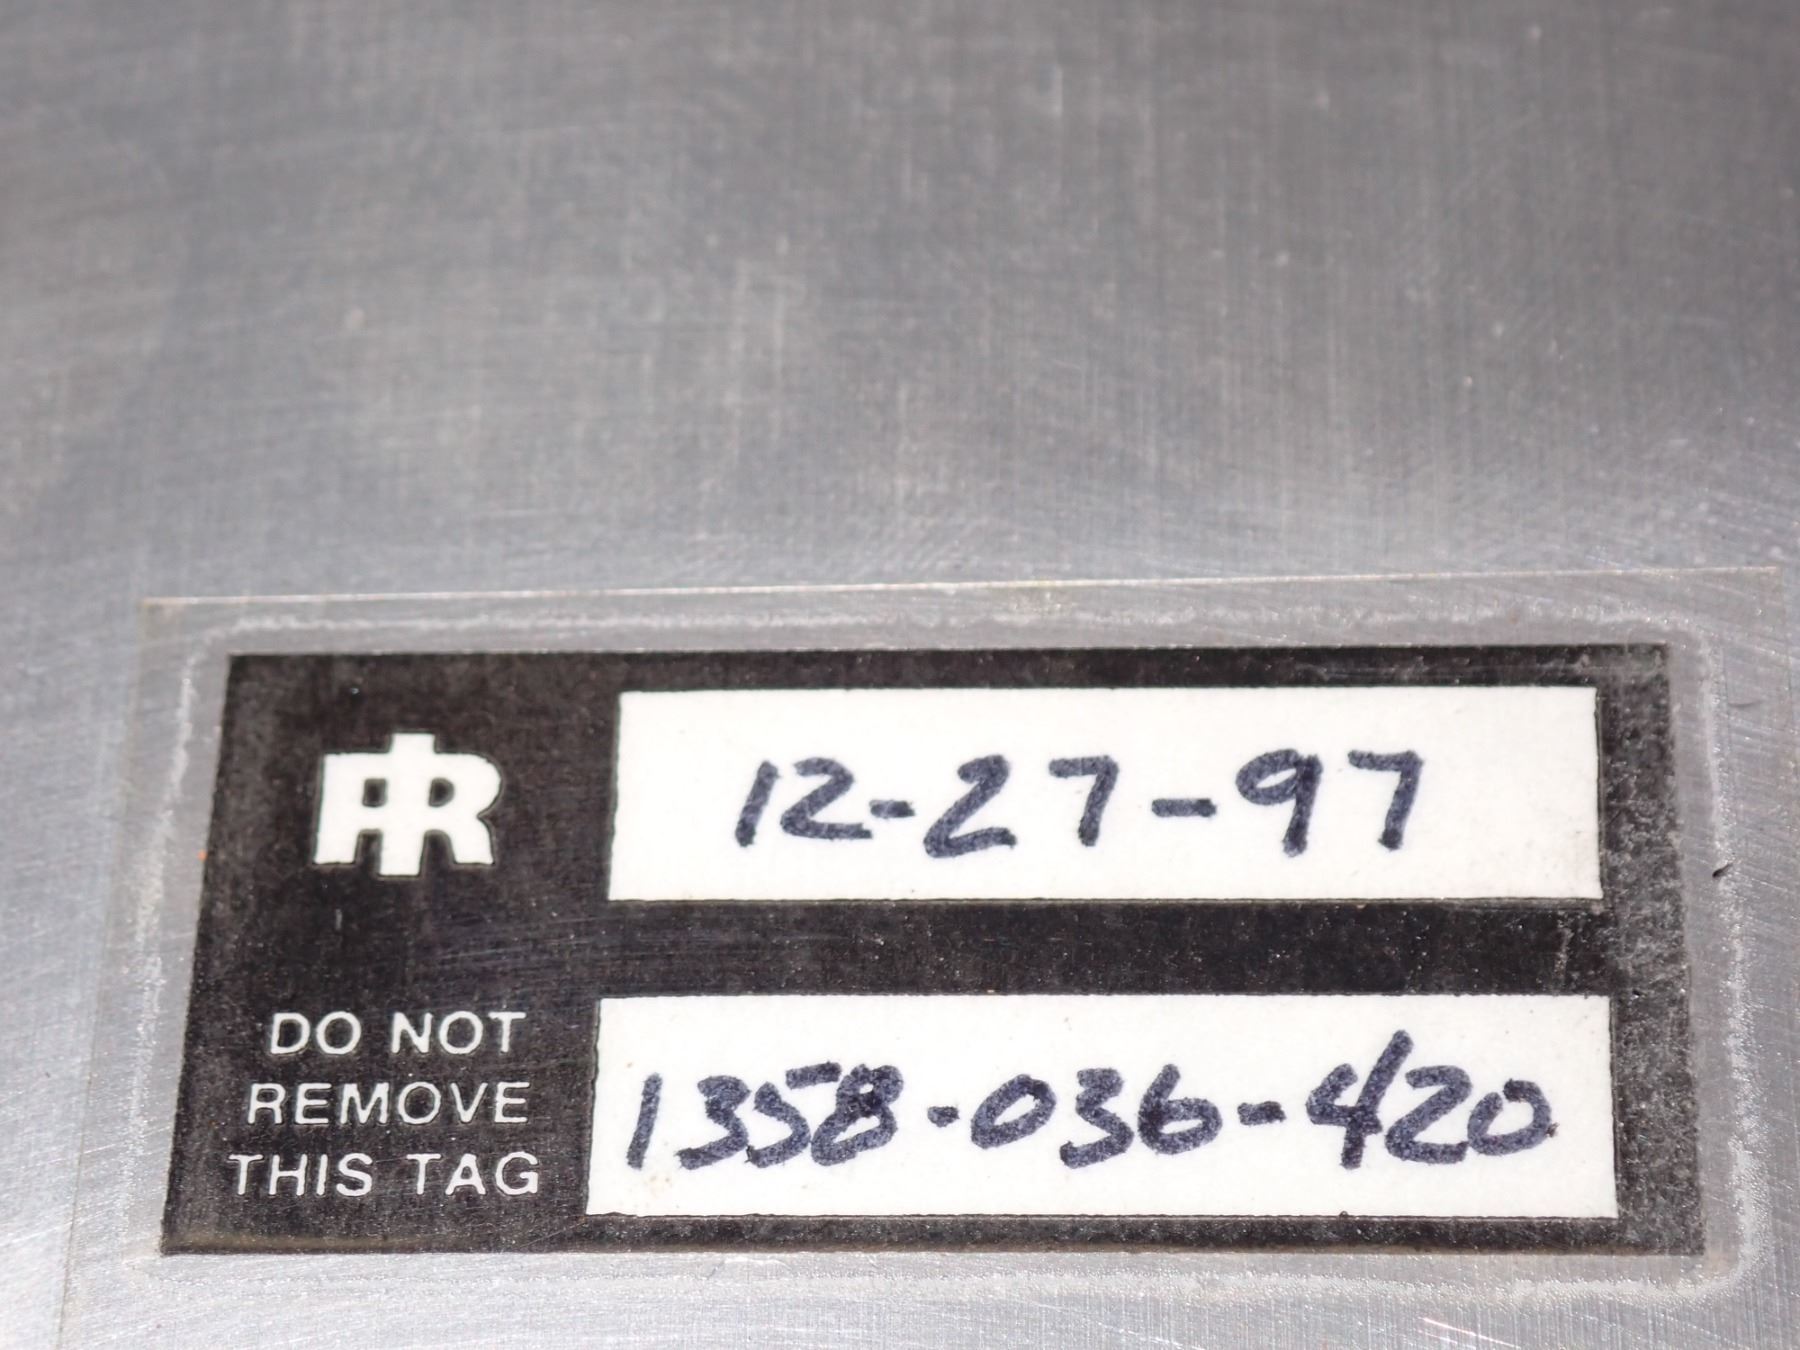 IR
12-27-97
DO NOT
REMOVE
THIS TAG
1358-036-420